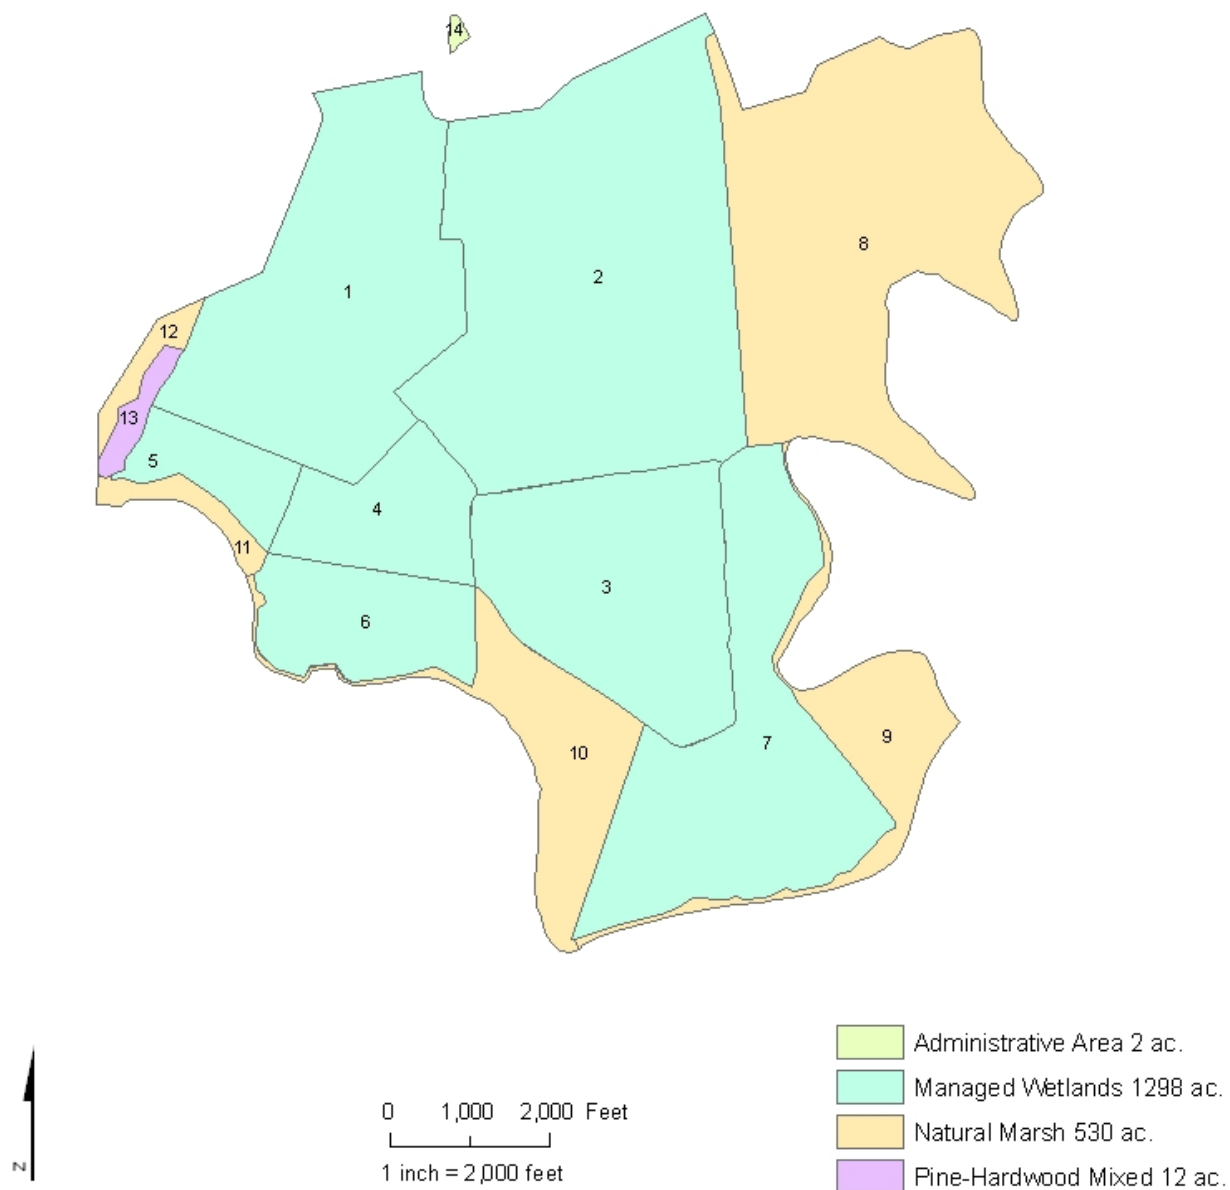 14
8
2
1
12
13
5
4
11
3
6
9
7
10
Administrative Area 2 ac.
Managed Wetlands 1298 ac.
0 1,000 2,000 Feet
Natural Marsh 530 ac.
N
1 inch = 2,000 feet
Pine-Hardwood Mixed 12 ac.